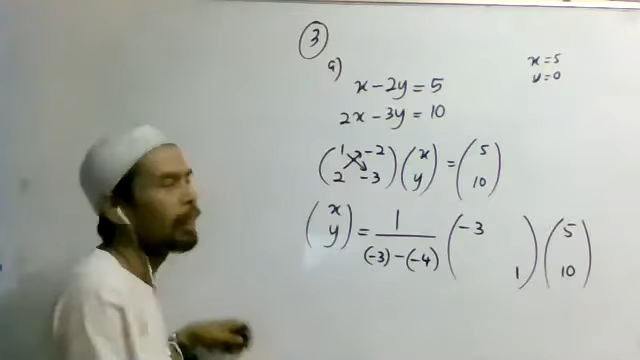 3
a)
x - 2y = 5
2x - 3y = 10
x = 5
y = 0
(1 -2
2 -3) (x
y) = (5
10)
(x
y) = 1/((-3) - (-4)) (-3
1) (5
10)